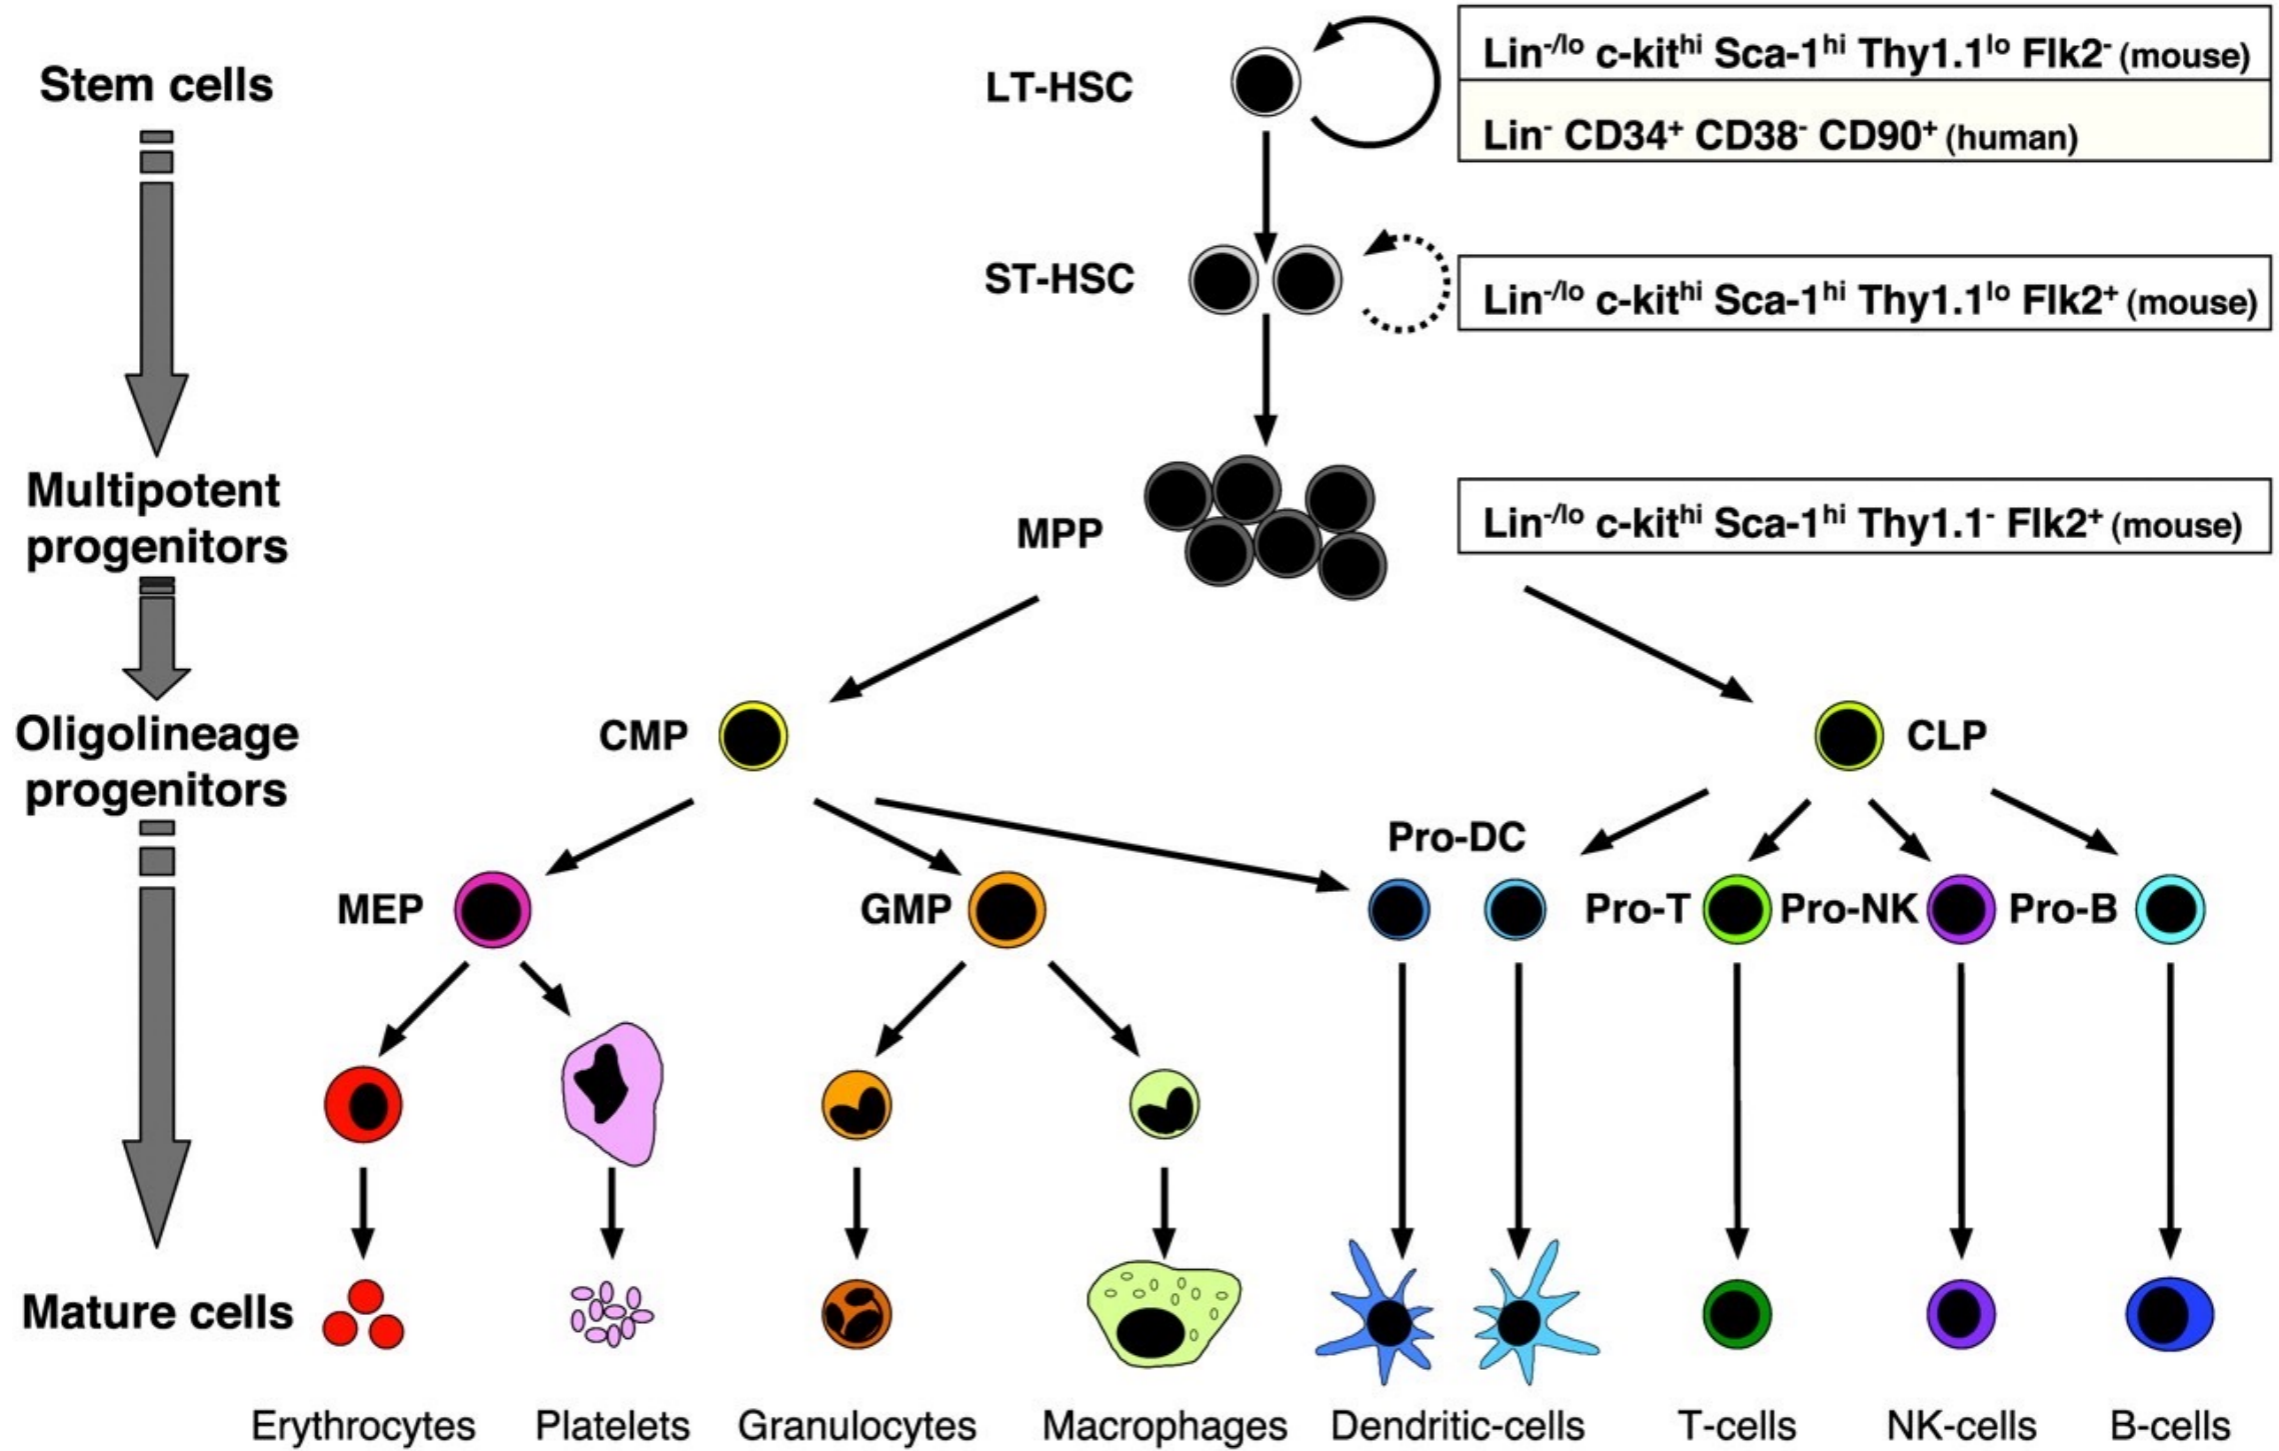 Stem cells
LT-HSC
Lin⁻/ˡᵒ c-kitʰⁱ Sca-1ʰⁱ Thy1.1ˡᵒ Flk2⁻ (mouse)
Lin⁻ CD34⁺ CD38⁻ CD90⁺ (human)
ST-HSC
Lin⁻/ˡᵒ c-kitʰⁱ Sca-1ʰⁱ Thy1.1ˡᵒ Flk2⁺ (mouse)
Multipotent
progenitors
MPP
Lin⁻/ˡᵒ c-kitʰⁱ Sca-1ʰⁱ Thy1.1⁻ Flk2⁺ (mouse)
Oligolineage
progenitors
CMP
CLP
Pro-DC
MEP
GMP
Pro-T
Pro-NK
Pro-B
Mature cells
Erythrocytes
Platelets
Granulocytes
Macrophages
Dendritic-cells
T-cells
NK-cells
B-cells